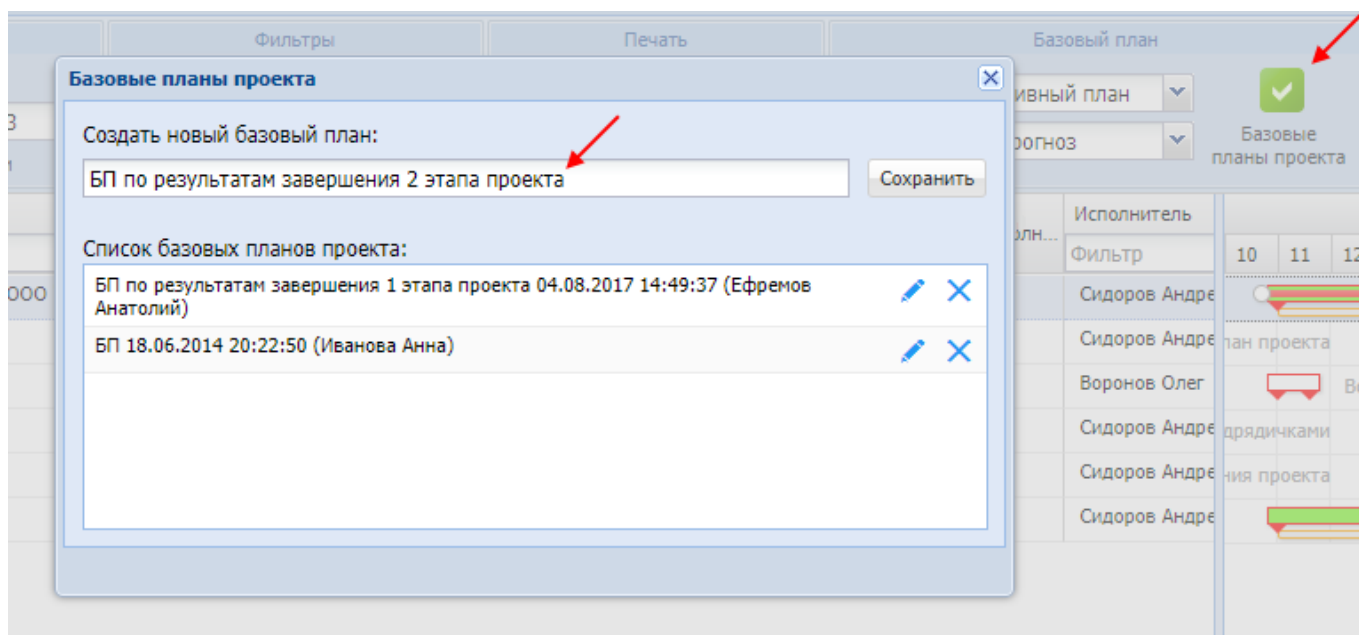 Фильтры
Печать
Базовый план
Базовые планы проекта
Создать новый базовый план:
БП по результатам завершения 2 этапа проекта
Сохранить
Список базовых планов проекта:
БП по результатам завершения 1 этапа проекта 04.08.2017 14:49:37 (Ефремов
Анатолий)
БП 18.06.2014 20:22:50 (Иванова Анна)
ивный план
рогноз
Базовые
планы проекта
Исполнитель
Фильтр
10 11 12
ООО
Сидоров Андре
Сидоров Андре
лан проекта
Воронов Олег
Сидоров Андре
дрядичками
Сидоров Андре
ния проекта
Сидоров Андре